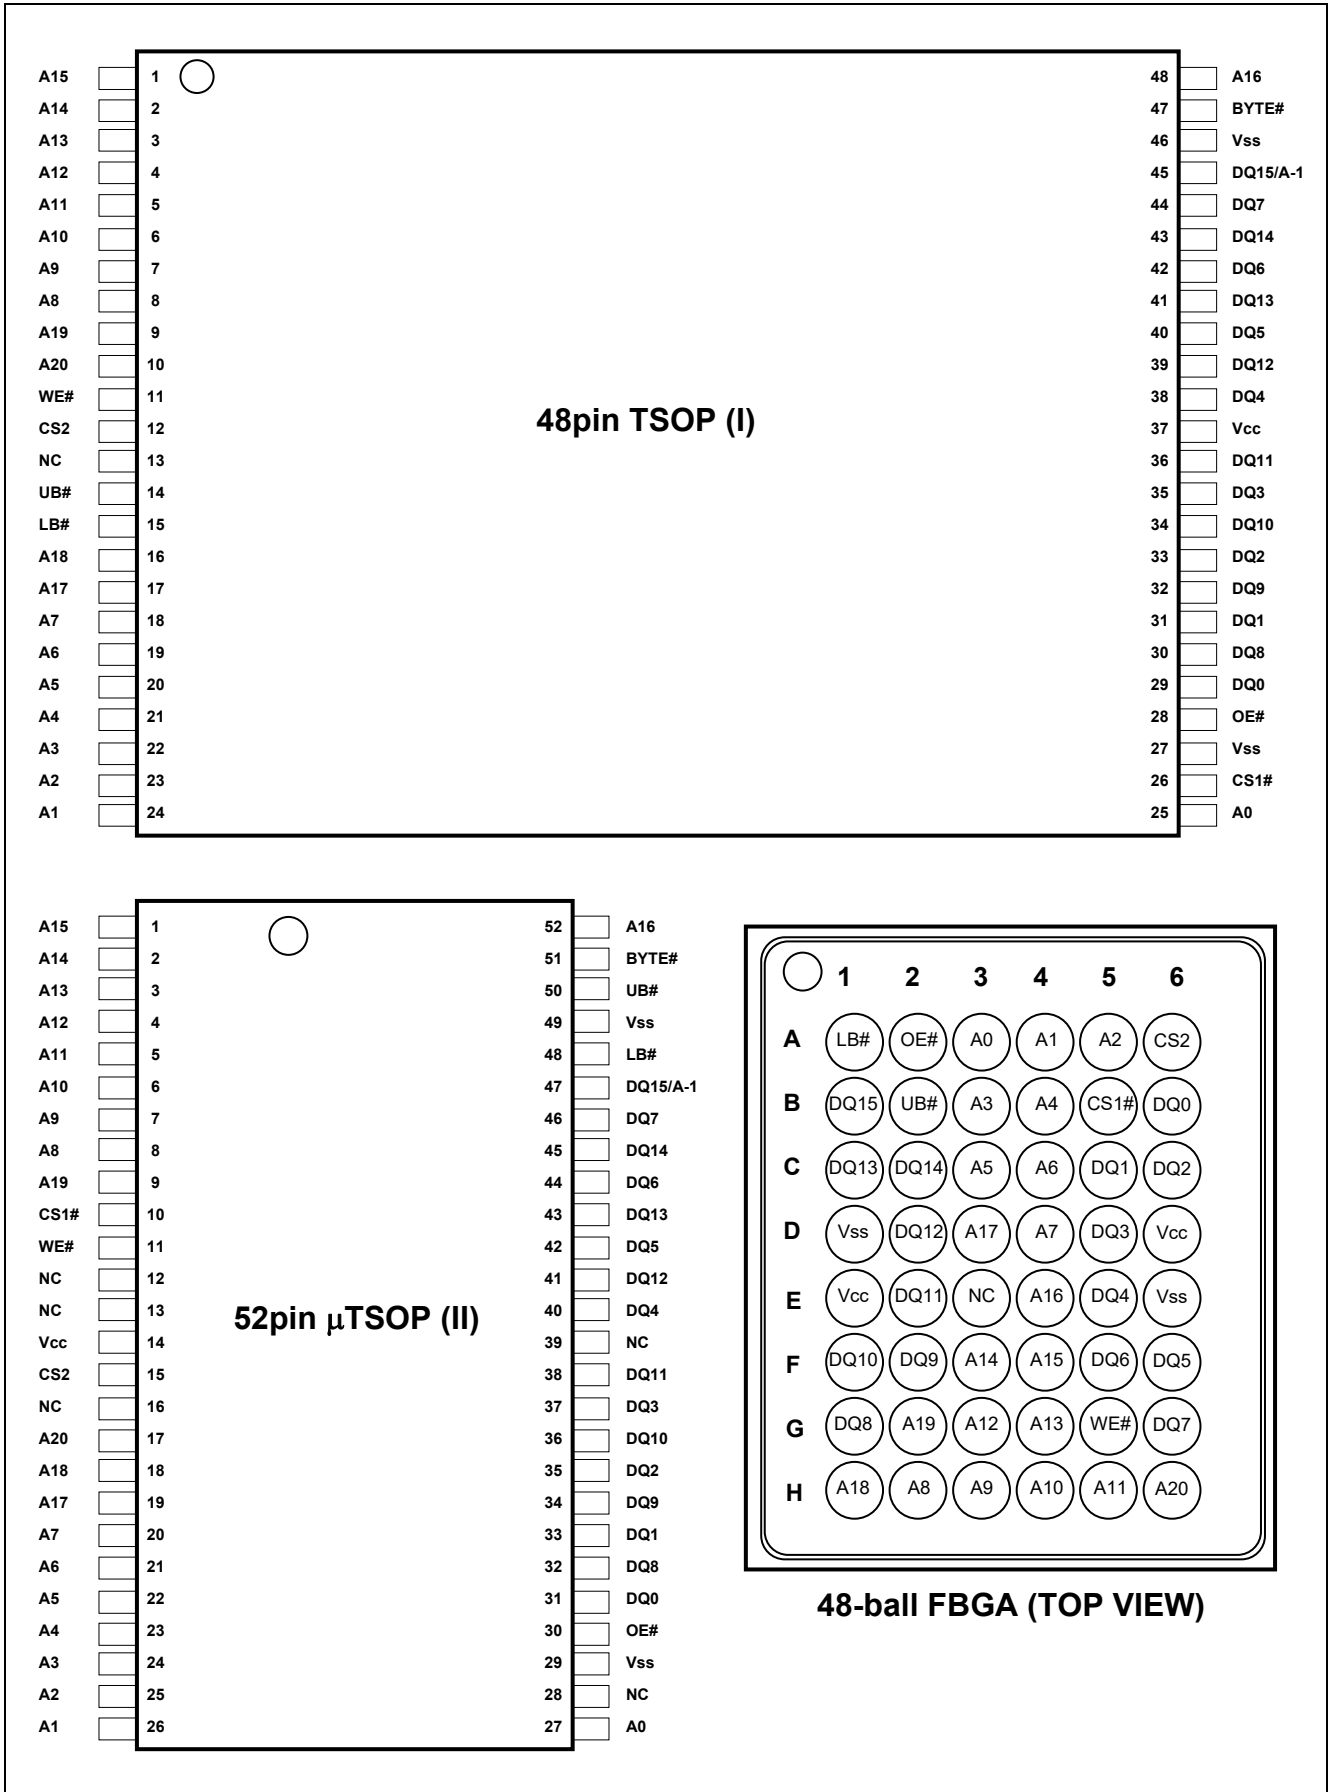 A15 1 48 A16
A14 2 47 BYTE#
A13 3 46 Vss
A12 4 45 DQ15/A-1
A11 5 44 DQ7
A10 6 43 DQ14
A9 7 42 DQ6
A8 8 41 DQ13
A19 9 40 DQ5
A20 10 39 DQ12
WE# 11 38 DQ4
48pin TSOP (I)
CS2 12 37 Vcc
NC 13 36 DQ11
UB# 14 35 DQ3
LB# 15 34 DQ10
A18 16 33 DQ2
A17 17 32 DQ9
A7 18 31 DQ1
A6 19 30 DQ8
A5 20 29 DQ0
A4 21 28 OE#
A3 22 27 Vss
A2 23 26 CS1#
A1 24 25 A0
A15 1 52 A16
A14 2 51 BYTE#
A13 3 50 UB#
A12 4 49 Vss
A11 5 48 LB#
A10 6 47 DQ15/A-1
A9 7 46 DQ7
A8 8 45 DQ14
A19 9 44 DQ6
CS1# 10 43 DQ13
WE# 11 42 DQ5
NC 12 41 DQ12
NC 13 40 DQ4
52pin μTSOP (II)
Vcc 14 39 NC
CS2 15 38 DQ11
NC 16 37 DQ3
A20 17 36 DQ10
A18 18 35 DQ2
A17 19 34 DQ9
A7 20 33 DQ1
A6 21 32 DQ8
A5 22 31 DQ0
A4 23 30 OE#
A3 24 29 Vss
A2 25 28 NC
A1 26 27 A0
1 2 3 4 5 6
A LB# OE# A0 A1 A2 CS2
B DQ15 UB# A3 A4 CS1# DQ0
C DQ13 DQ14 A5 A6 DQ1 DQ2
D Vss DQ12 A17 A7 DQ3 Vcc
E Vcc DQ11 NC A16 DQ4 Vss
F DQ10 DQ9 A14 A15 DQ6 DQ5
G DQ8 A19 A12 A13 WE# DQ7
H A18 A8 A9 A10 A11 A20
48-ball FBGA (TOP VIEW)